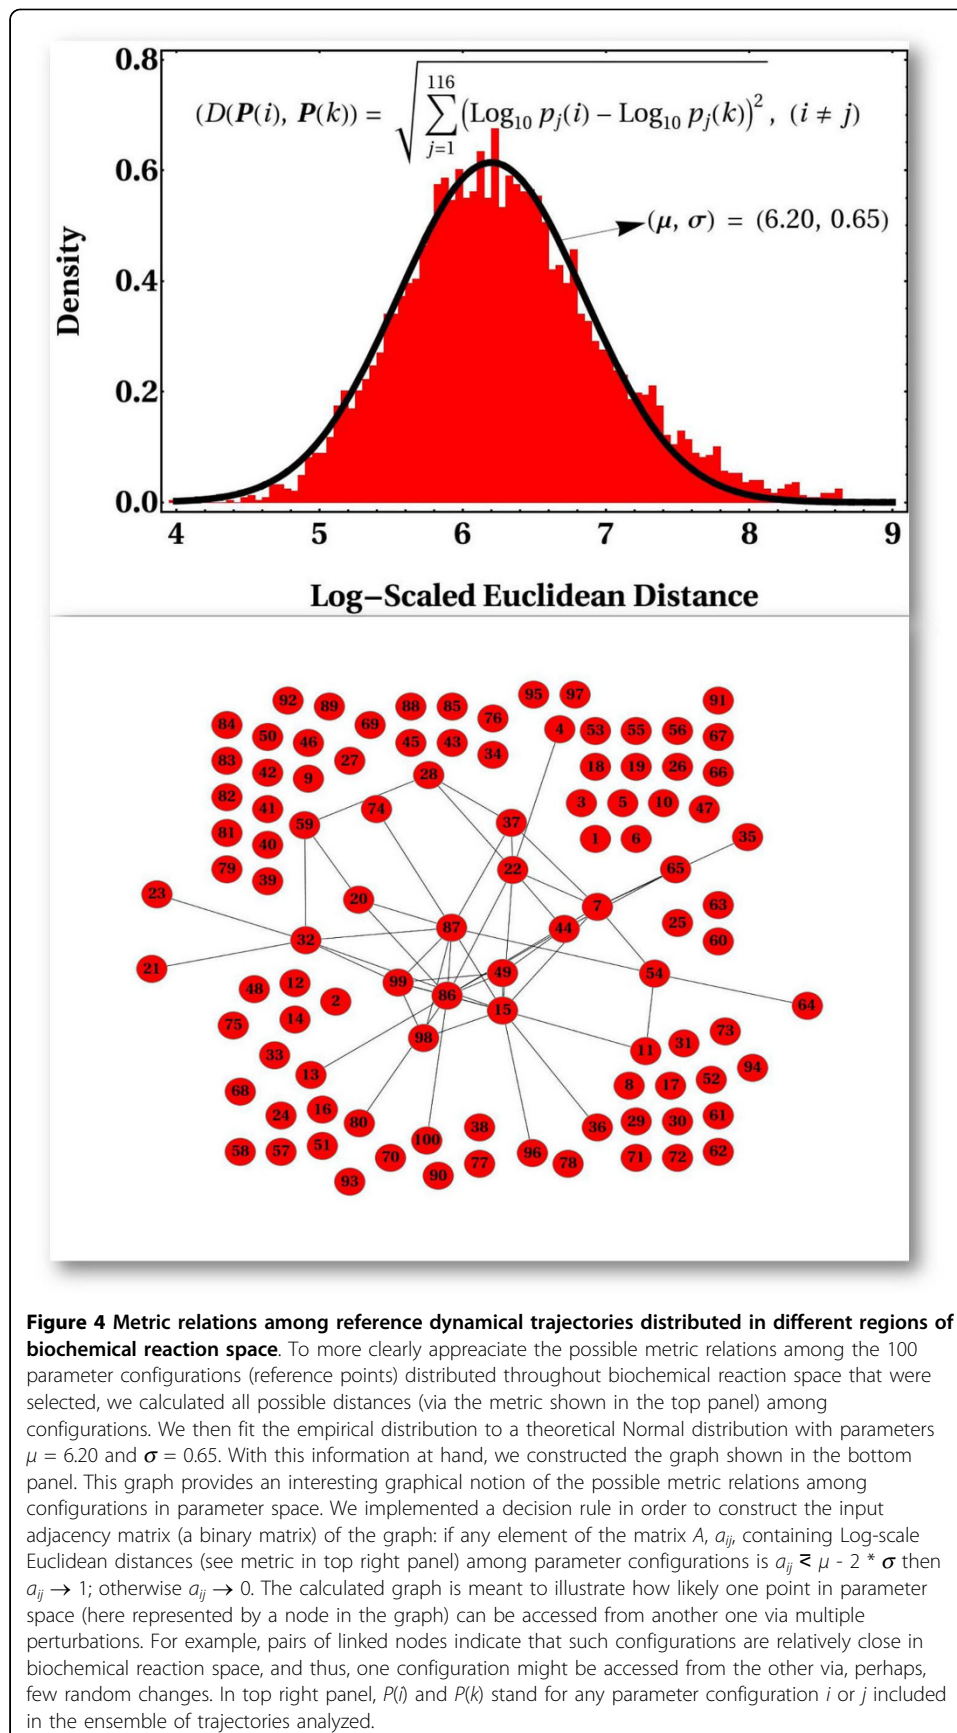 0.8
(D(P(i), P(k)) = √ 116 ∑ j=1 (Log10 pj(i) − Log10 pj(k))², (i ≠ j)
0.6
(μ, σ) = (6.20, 0.65)
Density
0.4
0.2
0.0
4 5 6 7 8 9
Log−Scaled Euclidean Distance
92 89 88 85 95 97 91
84 69 76 4 53 55 56 67
50 46 45 43 34
83 42 9 27 28 18 19 26 66
82 41 74 3 5 10 47
81 40 59 37 1 6 35
79 39 22 65
23 20 7 25 63
32 87 44 60
21 99 49 54
48 12 2 86 15 64
75 14 98 11 31 73
33 13 8 17 52 94
68 24 16 80 38 36 29 30 61
58 57 51 70 100 77 96 78 71 72 62
93 90
Figure 4 Metric relations among reference dynamical trajectories distributed in different regions of
biochemical reaction space. To more clearly appreaciate the possible metric relations among the 100
parameter configurations (reference points) distributed throughout biochemical reaction space that were
selected, we calculated all possible distances (via the metric shown in the top panel) among
configurations. We then fit the empirical distribution to a theoretical Normal distribution with parameters
μ = 6.20 and σ = 0.65. With this information at hand, we constructed the graph shown in the bottom
panel. This graph provides an interesting graphical notion of the possible metric relations among
configurations in parameter space. We implemented a decision rule in order to construct the input
adjacency matrix (a binary matrix) of the graph: if any element of the matrix A, aij, containing Log-scale
Euclidean distances (see metric in top right panel) among parameter configurations is aij ⪷ μ - 2 * σ then
aij → 1; otherwise aij → 0. The calculated graph is meant to illustrate how likely one point in parameter
space (here represented by a node in the graph) can be accessed from another one via multiple
perturbations. For example, pairs of linked nodes indicate that such configurations are relatively close in
biochemical reaction space, and thus, one configuration might be accessed from the other via, perhaps,
few random changes. In top right panel, P(i) and P(k) stand for any parameter configuration i or j included
in the ensemble of trajectories analyzed.